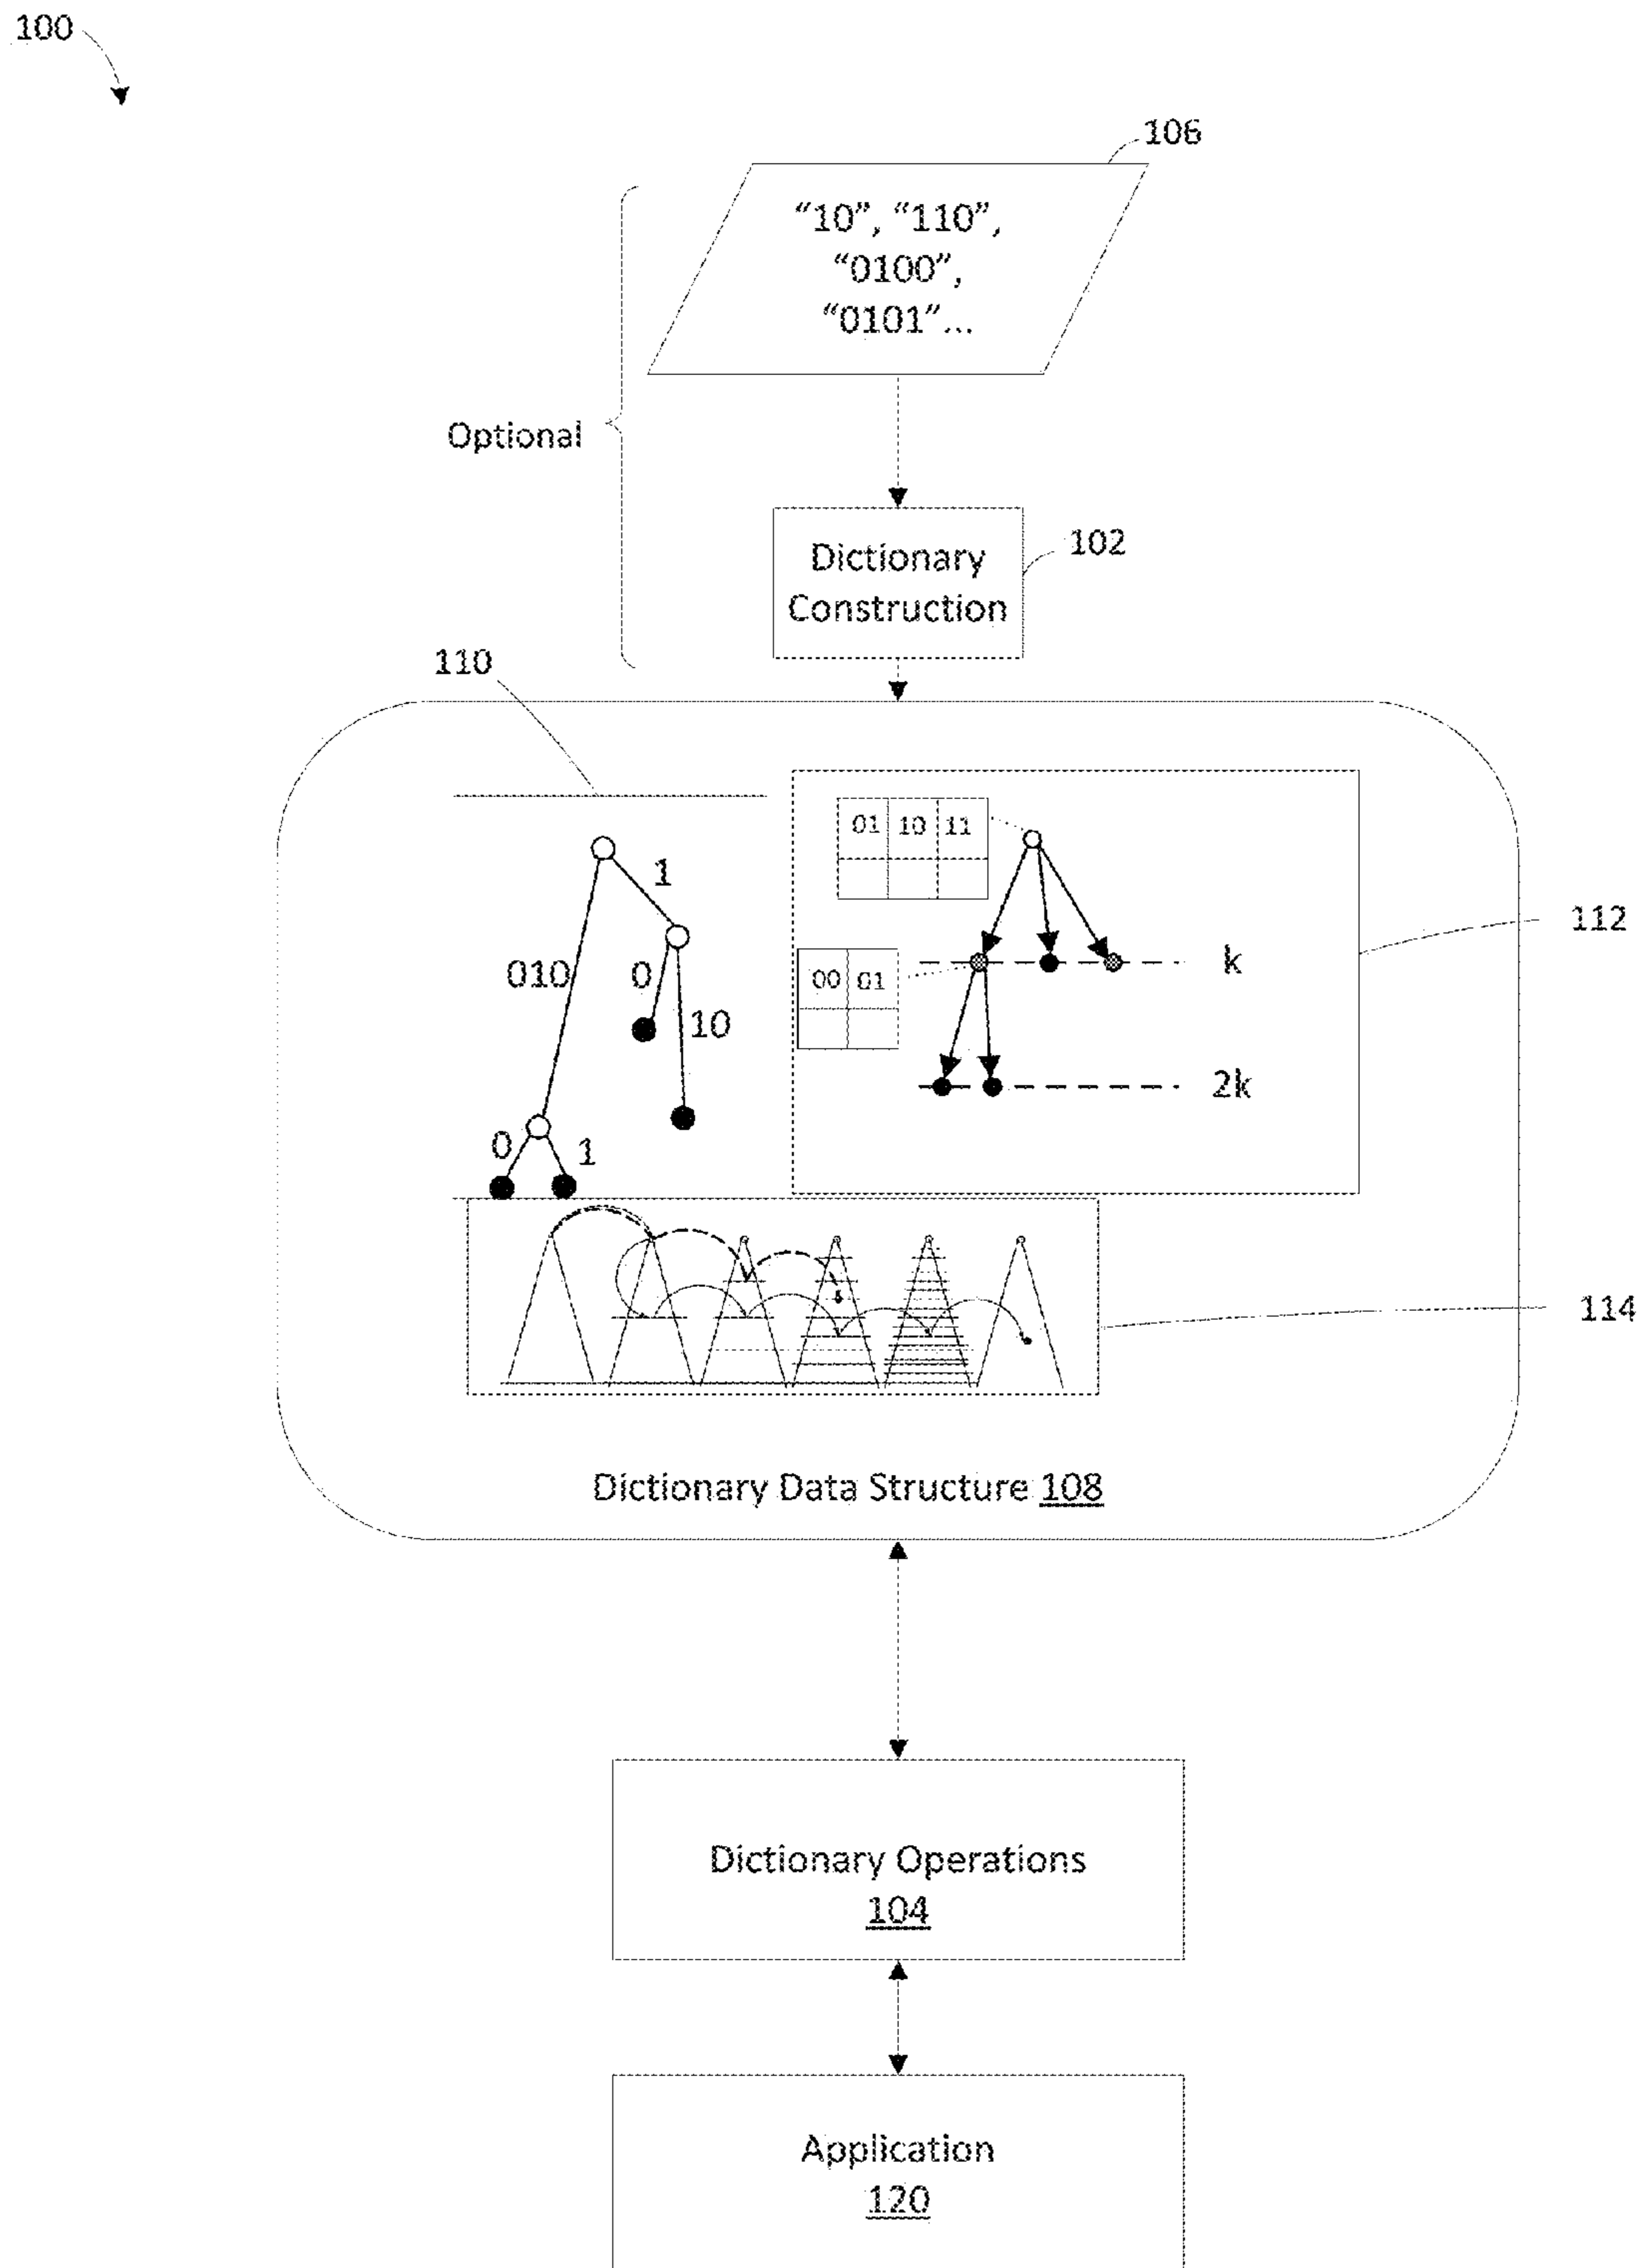 100
106
“10”, “110”,
“0100”,
“0101”...
Optional
Dictionary
Construction
102
110
01 10 11
1
112
k
010
0
00 01
10
2k
0
1
114
Dictionary Data Structure 108
Dictionary Operations
104
Application
120